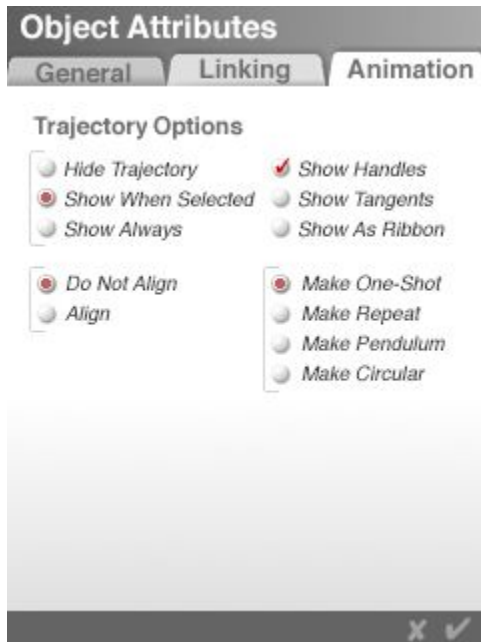 Object Attributes
General Linking Animation
Trajectory Options
Hide Trajectory
Show When Selected
Show Always
Show Handles
Show Tangents
Show As Ribbon
Do Not Align
Align
Make One-Shot
Make Repeat
Make Pendulum
Make Circular